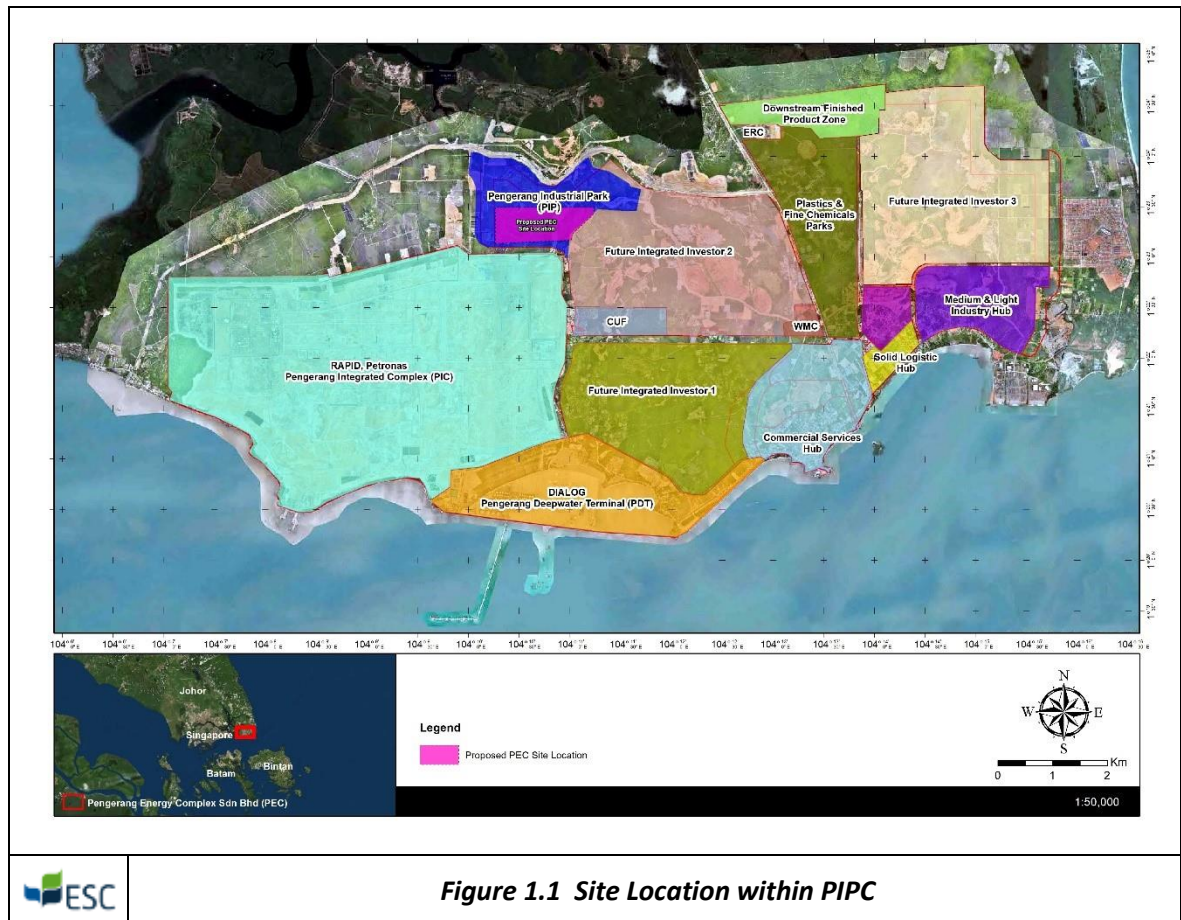 Downstream Finished
Product Zone
ERC
Pengerang Industrial Park
(PIP)
Proposed PEC
Site Location
Plastics &
Fine Chemicals
Parks
Future Integrated Investor 3
Future Integrated Investor 2
Medium & Light
Industry Hub
CUF
WMC
Solid Logistic
Hub
RAPID, Petronas
Pengerang Integrated Complex (PIC)
Future Integrated Investor 1
Commercial Services
Hub
DIALOG
Pengerang Deepwater Terminal (PDT)
Johor
Singapore
Batam
Bintan
Pengerang Energy Complex Sdn Bhd (PEC)
Legend
Proposed PEC Site Location
N
W E
S
Km
0 1 2
1:50,000
ESC
Figure 1.1 Site Location within PIPC